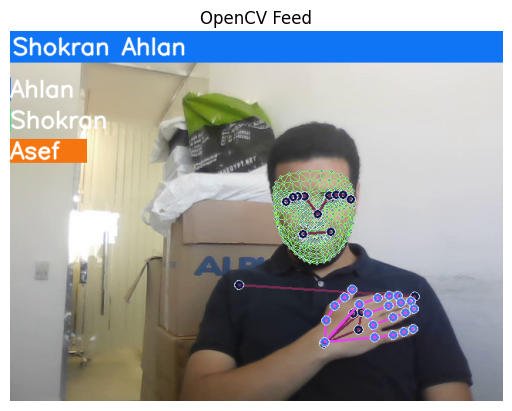 OpenCV Feed
Shokran Ahlan
Ahlan
Shokran
Asef